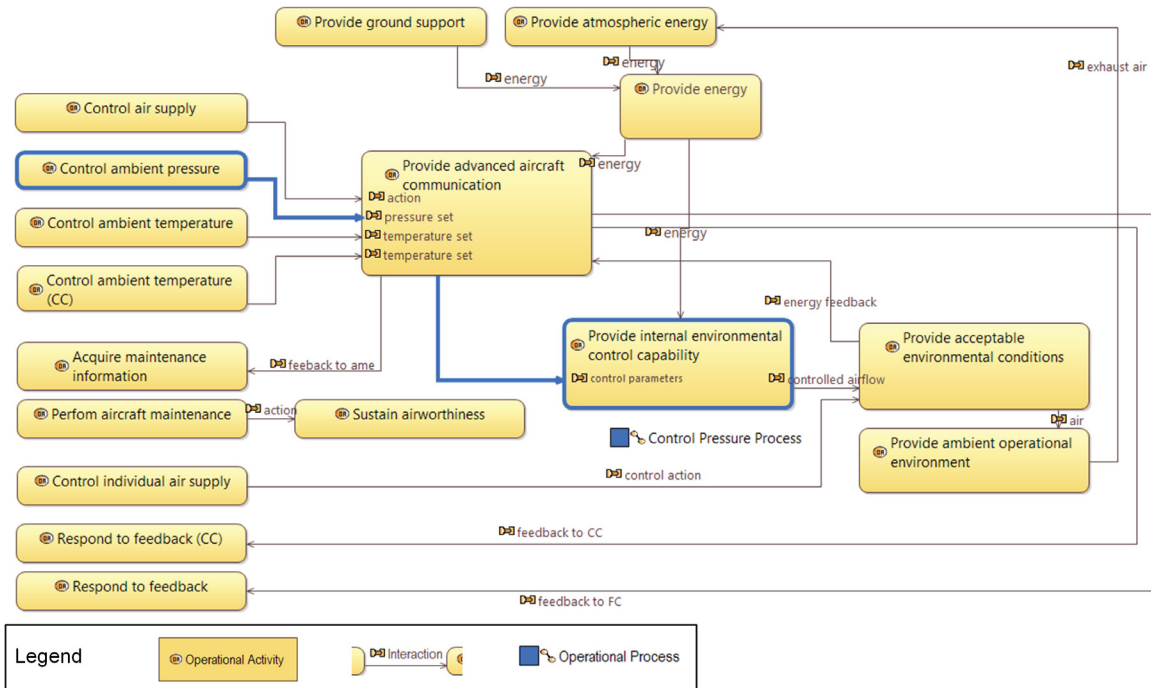 Provide ground support
Provide atmospheric energy
exhaust air
energy
energy
Provide energy
Control air supply
Control ambient pressure
Control ambient temperature
Control ambient temperature
(CC)
energy
Provide advanced aircraft
communication
action
pressure set
temperature set
temperature set
energy
energy feedback
Provide internal environmental
control capability
control parameters
controlled airflow
Provide acceptable
environmental conditions
Acquire maintenance
information
feeback to ame
Perfom aircraft maintenance
action
Sustain airworthiness
air
Control Pressure Process
Provide ambient operational
environment
Control individual air supply
control action
Respond to feedback (CC)
feedback to CC
Respond to feedback
feedback to FC
Legend
OA Operational Activity
Interaction
Operational Process